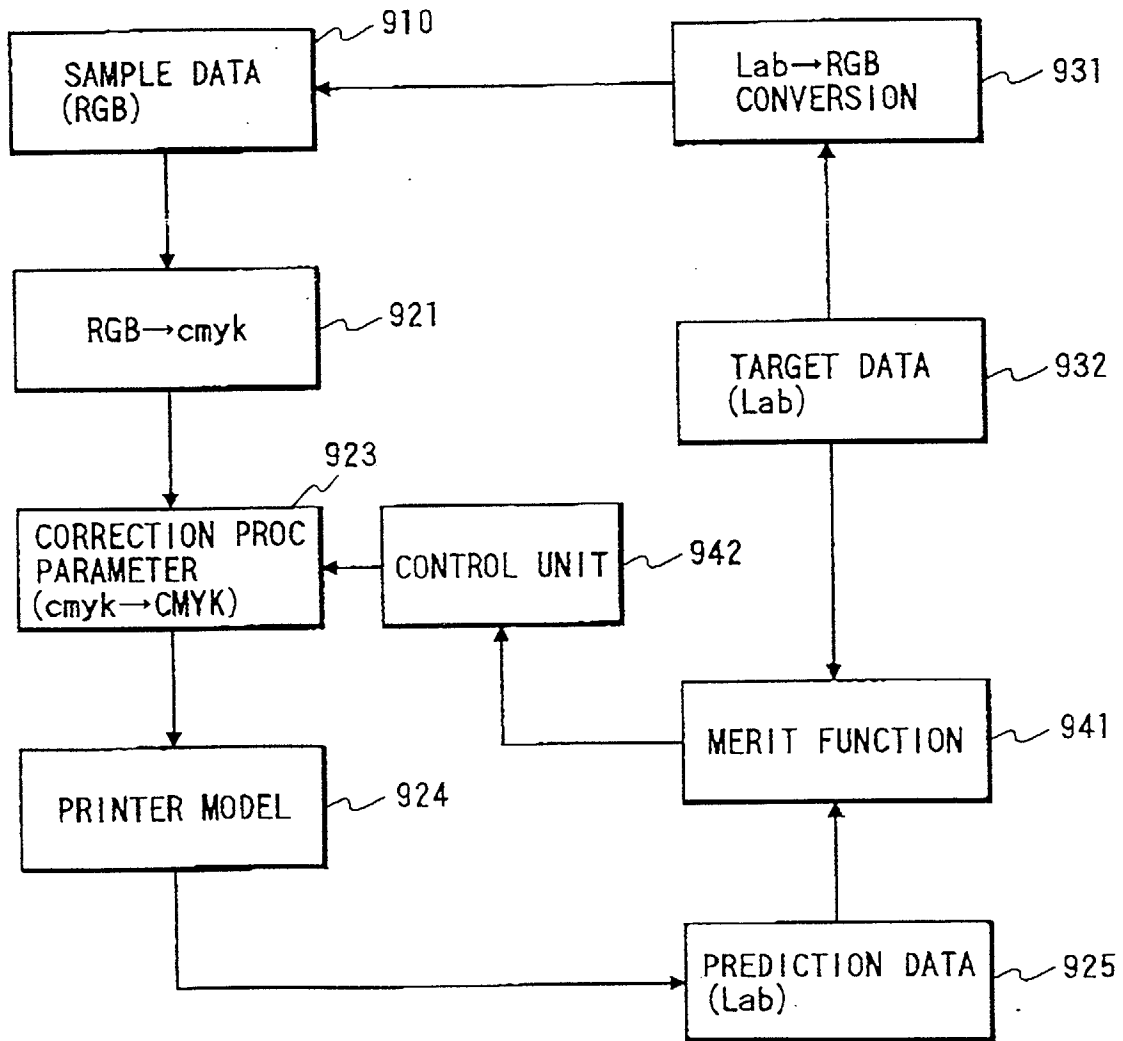 910
SAMPLE DATA
(RGB)
Lab→RGB
CONVERSION
931
RGB→cmyk
921
TARGET DATA
(Lab)
932
923
CORRECTION PROC
PARAMETER
(cmyk→CMYK)
CONTROL UNIT
942
MERIT FUNCTION
941
PRINTER MODEL
924
PREDICTION DATA
(Lab)
925